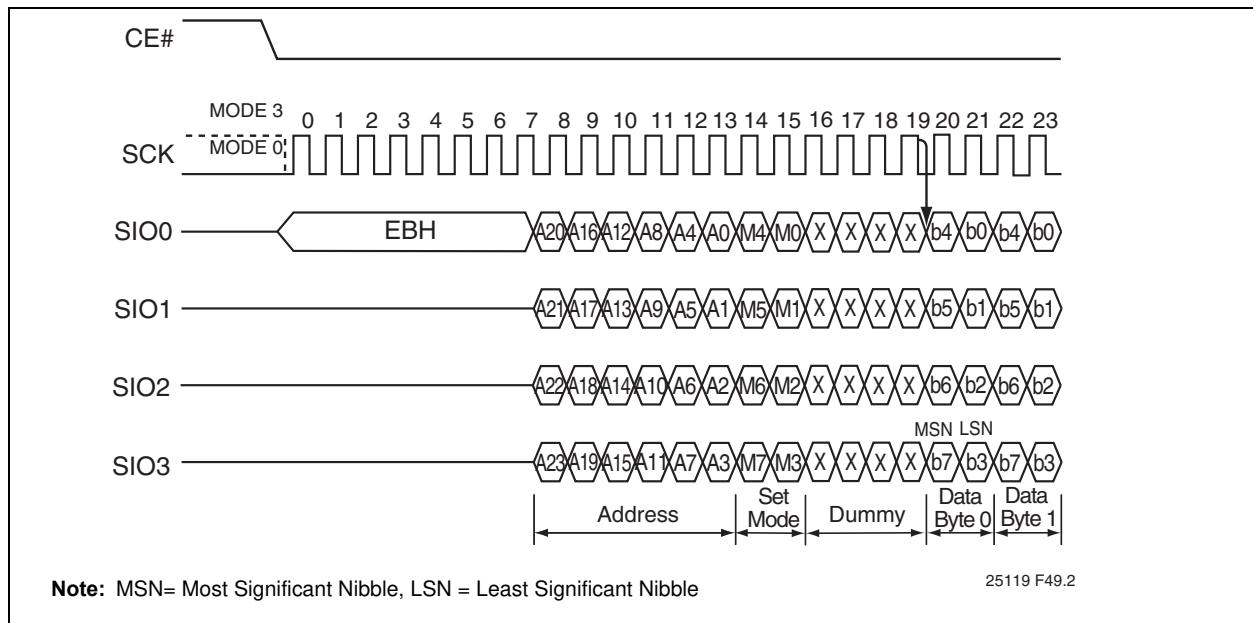 CE#
MODE 3
0 1 2 3 4 5 6 7 8 9 10 11 12 13 14 15 16 17 18 19 20 21 22 23
SCK
MODE 0
SIO0 EBH A20 A16 A12 A8 A4 A0 M4 M0 X X X X b4 b0 b4 b0
SIO1 A21 A17 A13 A9 A5 A1 M5 M1 X X X X b5 b1 b5 b1
SIO2 A22 A18 A14 A10 A6 A2 M6 M2 X X X X b6 b2 b6 b2
MSN LSN
SIO3 A23 A19 A15 A11 A7 A3 M7 M3 X X X X b7 b3 b7 b3
Address
Set
Mode
Dummy
Data
Byte 0
Data
Byte 1
Note: MSN= Most Significant Nibble, LSN = Least Significant Nibble
25119 F49.2